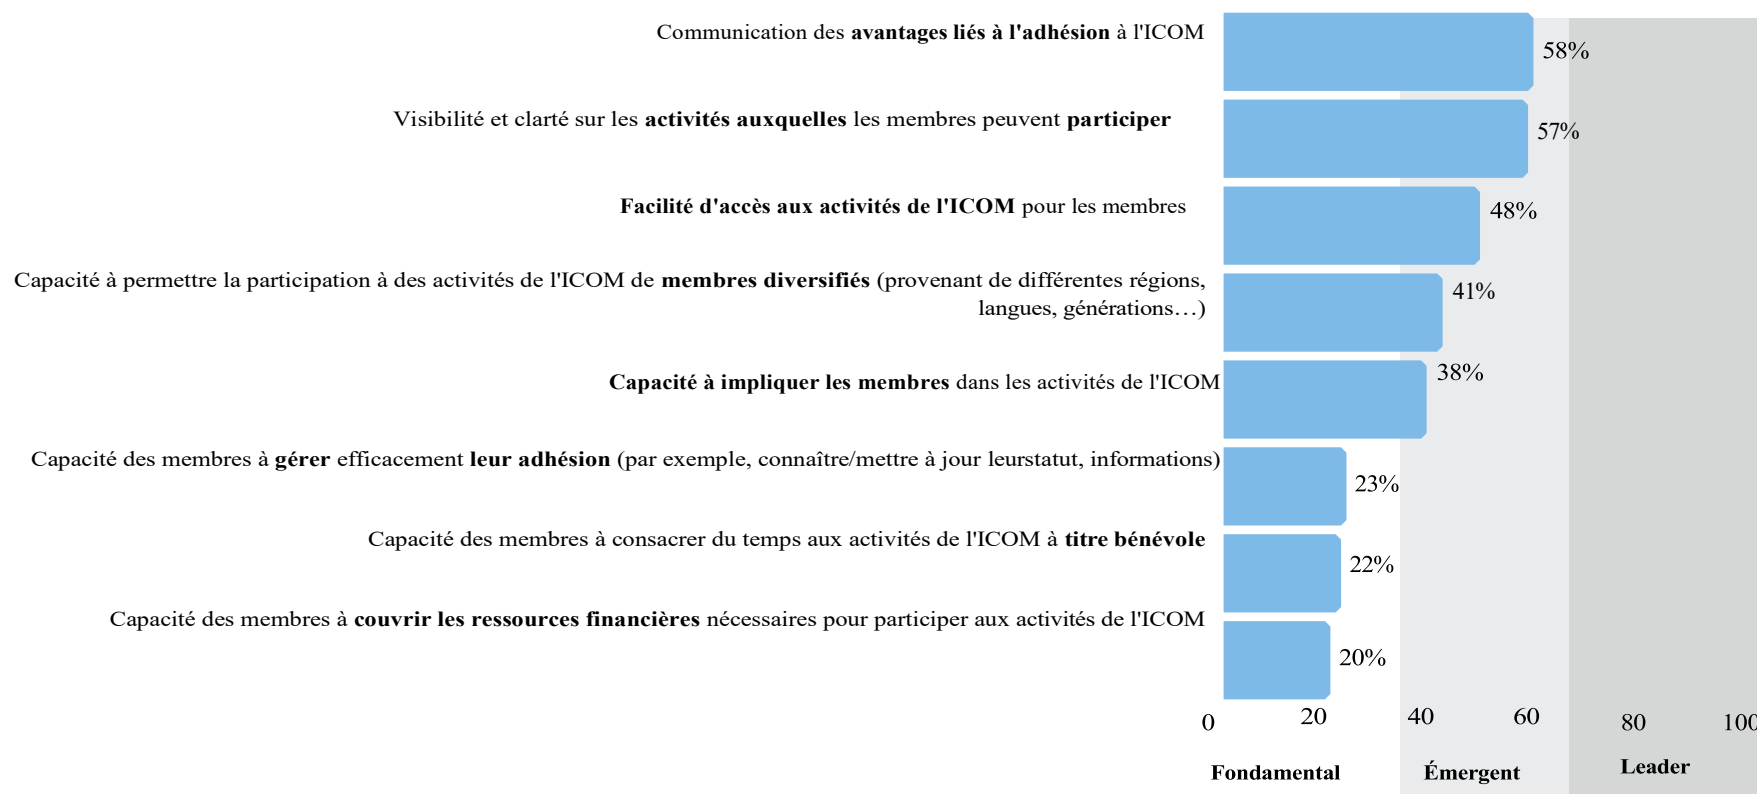 Communication des avantages liés à l'adhésion à l'ICOM
58%
Visibilité et clarté sur les activités auxquelles les membres peuvent participer
57%
Facilité d'accès aux activités de l'ICOM pour les membres
48%
Capacité à permettre la participation à des activités de l'ICOM de membres diversifiés (provenant de différentes régions,
langues, générations…)
41%
Capacité à impliquer les membres dans les activités de l'ICOM
38%
Capacité des membres à gérer efficacement leur adhésion (par exemple, connaître/mettre à jour leurstatut, informations)
23%
Capacité des membres à consacrer du temps aux activités de l'ICOM à titre bénévole
22%
Capacité des membres à couvrir les ressources financières nécessaires pour participer aux activités de l'ICOM
20%
0 20 40 60 80 100
Fondamental Émergent Leader